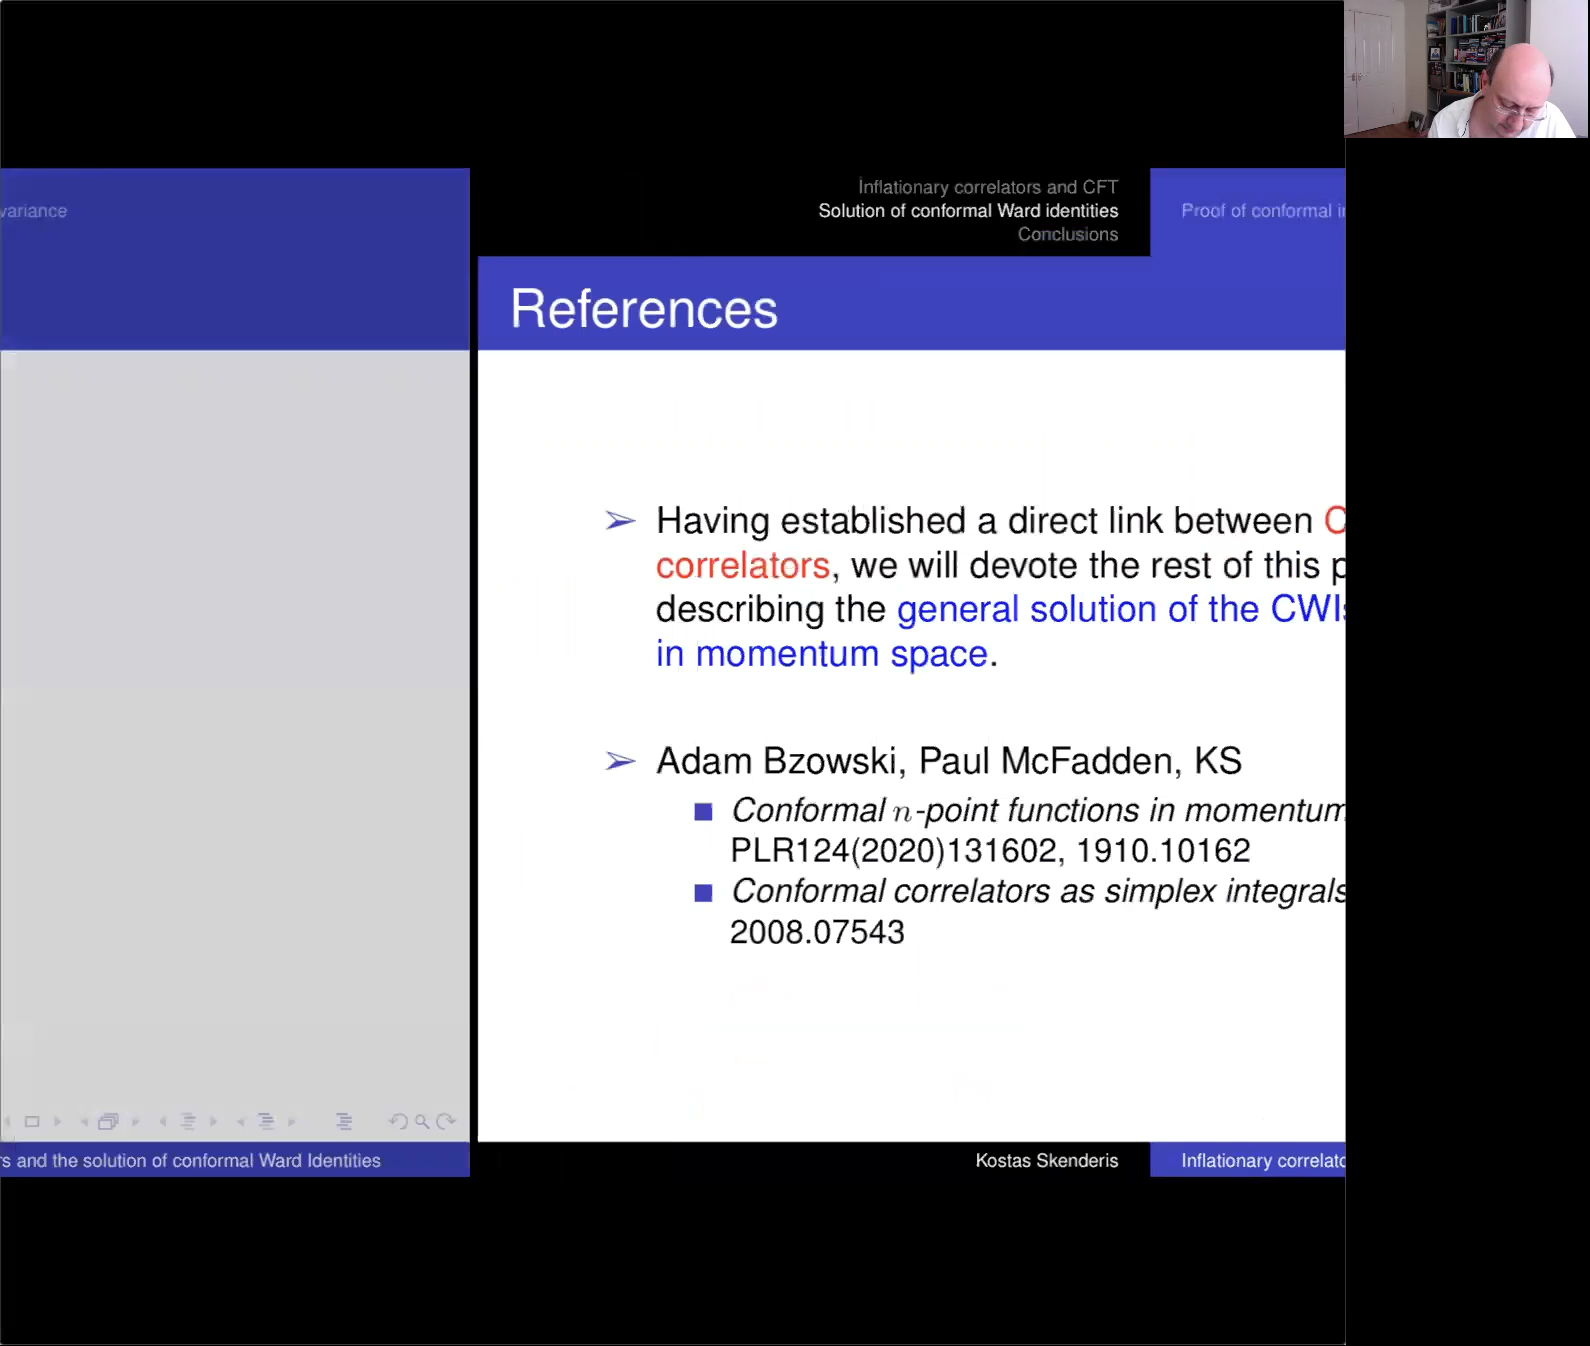 variance
s and the solution of conformal Ward Identities
Inflationary correlators and CFT
Solution of conformal Ward identities
Conclusions
Proof of conformal i
References
Having established a direct link between C
correlators, we will devote the rest of this p
describing the general solution of the CWIs
in momentum space.
Adam Bzowski, Paul McFadden, KS
Conformal n-point functions in momentum
PLR124(2020)131602, 1910.10162
Conformal correlators as simplex integrals
2008.07543
Kostas Skenderis
Inflationary correlato